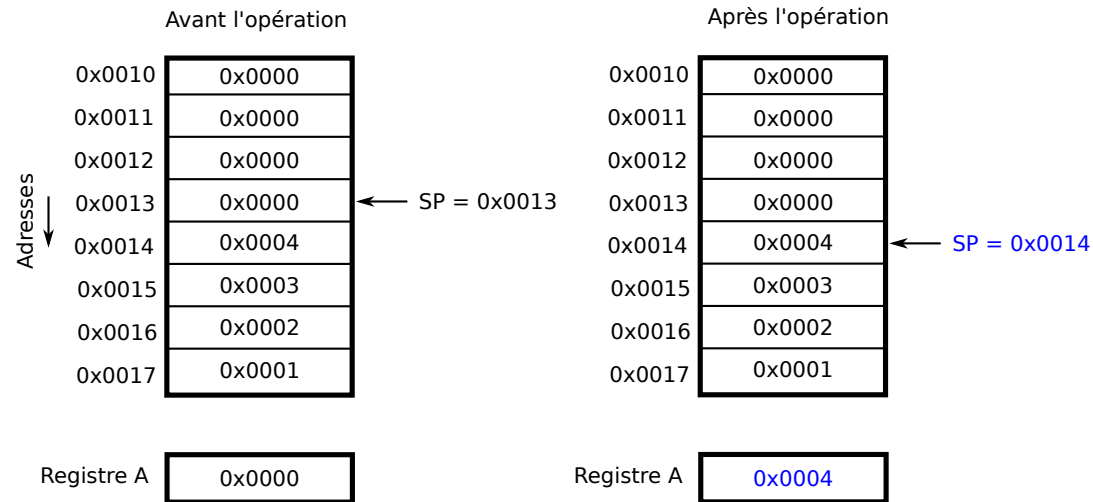 Avant l'opération
0x0010 0x0000
0x0011 0x0000
0x0012 0x0000
0x0013 0x0000
0x0014 0x0004
0x0015 0x0003
0x0016 0x0002
0x0017 0x0001
Adresses
SP = 0x0013
Registre A 0x0000
Après l'opération
0x0010 0x0000
0x0011 0x0000
0x0012 0x0000
0x0013 0x0000
0x0014 0x0004
0x0015 0x0003
0x0016 0x0002
0x0017 0x0001
SP = 0x0014
Registre A 0x0004